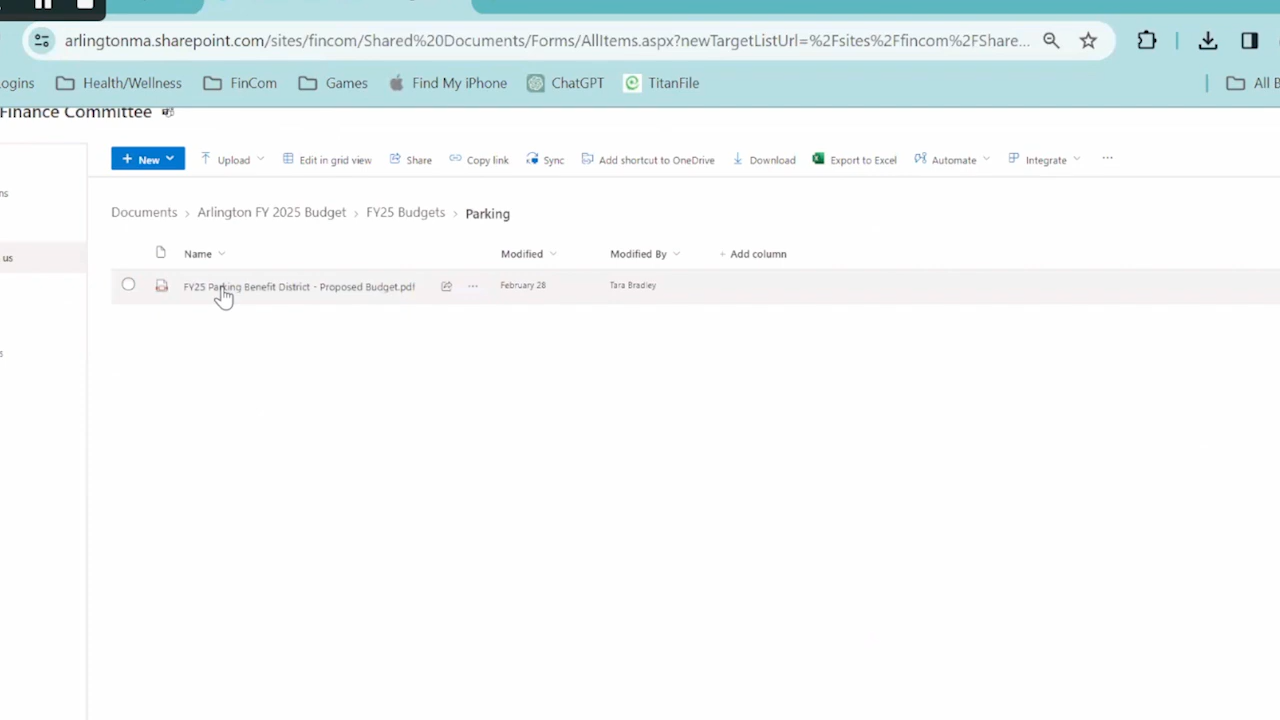 arlingtonma.sharepoint.com/sites/fincom/Shared%20Documents/Forms/AllItems.aspx?newTargetListUrl=%2Fsites%2Ffincom%2FShare...
ogins Health/Wellness FinCom Games Find My iPhone ChatGPT TitanFile All B
Finance Committee
+ New Upload Edit in grid view Share Copy link Sync Add shortcut to OneDrive Download Export to Excel Automate Integrate ...
ns
Documents > Arlington FY 2025 Budget > FY25 Budgets > Parking
us
Name Modified Modified By + Add column
FY25 Parking Benefit District - Proposed Budget.pdf ... February 28 Tara Bradley
s